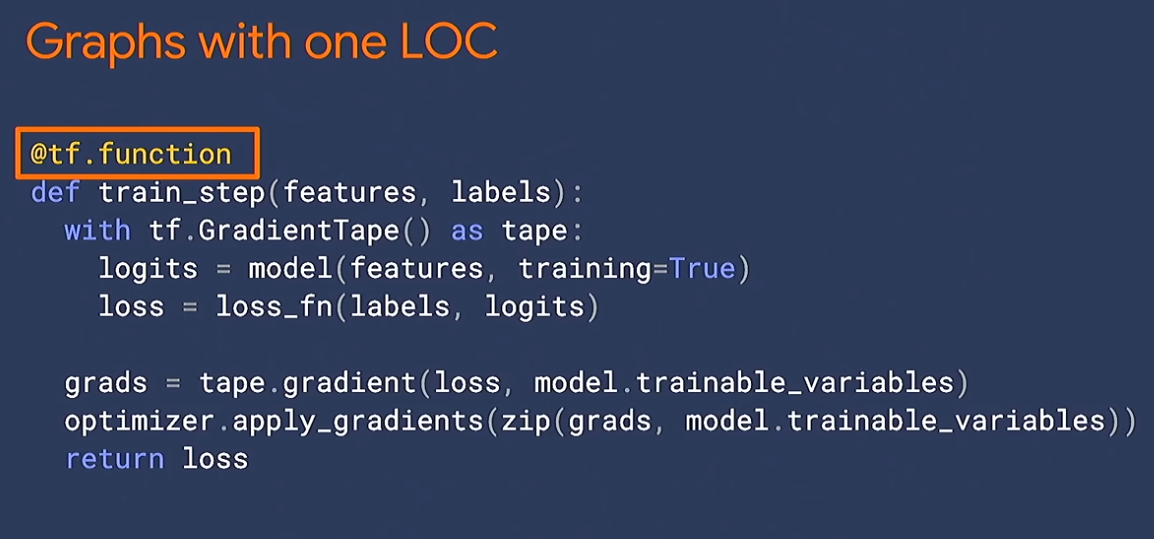 Graphs with one LOC
@tf.function
def train_step(features, labels):
  with tf.GradientTape() as tape:
    logits = model(features, training=True)
    loss = loss_fn(labels, logits)

  grads = tape.gradient(loss, model.trainable_variables)
  optimizer.apply_gradients(zip(grads, model.trainable_variables))
  return loss